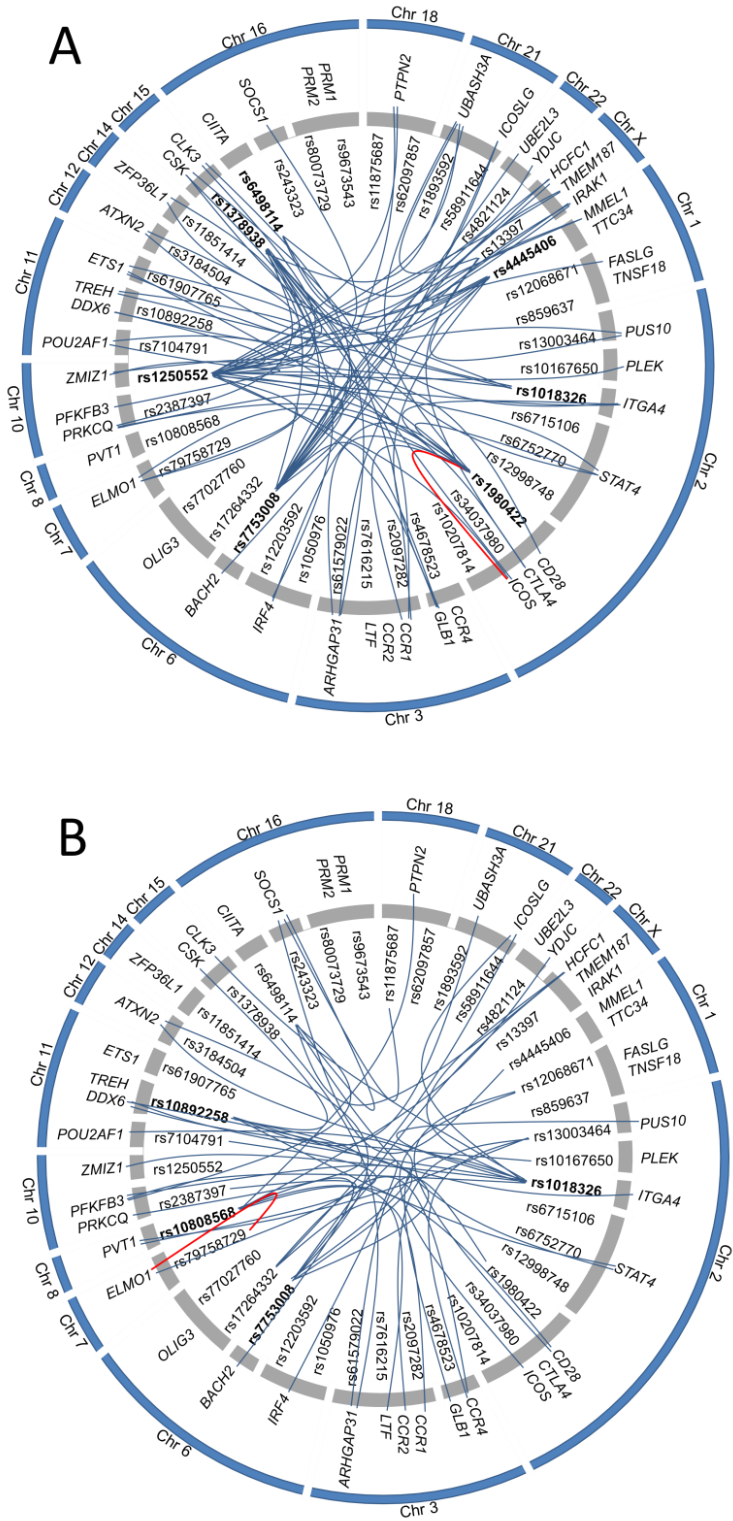 A
Chr 18
Chr 21
Chr 22
Chr X
Chr 1
Chr 2
Chr 3
Chr 6
Chr 7
Chr 8
Chr 10
Chr 11
Chr 12
Chr 14
Chr 15
Chr 16
PTPN2
UBASH3A
ICOSLG
UBE2L3
YDJC
HCFC1
TMEM187
IRAK1
MMEL1
TTC34
FASLG
TNSF18
PUS10
PLEK
ITGA4
STAT4
CD28
CTLA4
ICOS
CCR4
GLB1
CCR1
CCR2
LTF
ARHGAP31
IRF4
BACH2
OLIG3
ELMO1
PVT1
PRKCQ
PFKFB3
ZMIZ1
POU2AF1
DDX6
TREH
ETS1
ATXN2
ZFP36L1
CSK
CLK3
CIITA
SOCS1
PRM2
PRM1
rs11875687
rs62097857
rs1893592
rs58911644
rs4821124
rs13397
rs4445406
rs12068671
rs859637
rs13003464
rs10167650
rs1018326
rs6715106
rs6752770
rs12998748
rs1980422
rs34037980
rs10207814
rs4678523
rs2097282
rs7616215
rs61579022
rs1050976
rs12203592
rs7753008
rs17264332
rs77027760
rs79758729
rs10808568
rs2387397
rs1250552
rs7104791
rs10892258
rs61907765
rs3184504
rs11851414
rs1378938
rs6498114
rs243323
rs80073729
rs9673543
B
Chr 18
Chr 21
Chr 22
Chr X
Chr 1
Chr 2
Chr 3
Chr 6
Chr 7
Chr 8
Chr 10
Chr 11
Chr 12
Chr 14
Chr 15
Chr 16
PTPN2
UBASH3A
ICOSLG
UBE2L3
YDJC
HCFC1
TMEM187
IRAK1
MMEL1
TTC34
FASLG
TNSF18
PUS10
PLEK
ITGA4
STAT4
CD28
CTLA4
ICOS
CCR4
GLB1
CCR1
CCR2
LTF
ARHGAP31
IRF4
BACH2
OLIG3
ELMO1
PVT1
PRKCQ
PFKFB3
ZMIZ1
POU2AF1
DDX6
TREH
ETS1
ATXN2
ZFP36L1
CSK
CLK3
CIITA
SOCS1
PRM2
PRM1
rs11875687
rs62097857
rs1893592
rs58911644
rs4821124
rs13397
rs4445406
rs12068671
rs859637
rs13003464
rs10167650
rs1018326
rs6715106
rs6752770
rs12998748
rs1980422
rs34037980
rs10207814
rs4678523
rs2097282
rs7616215
rs61579022
rs1050976
rs12203592
rs7753008
rs17264332
rs77027760
rs79758729
rs10808568
rs2387397
rs1250552
rs7104791
rs10892258
rs61907765
rs3184504
rs11851414
rs1378938
rs6498114
rs243323
rs80073729
rs9673543